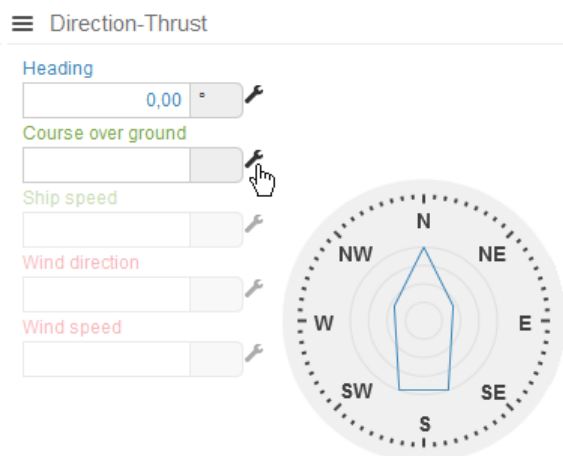 Direction-Thrust
Heading
0,00 °
Course over ground
Ship speed
Wind direction
Wind speed
N
NW NE
W E
SW SE
S